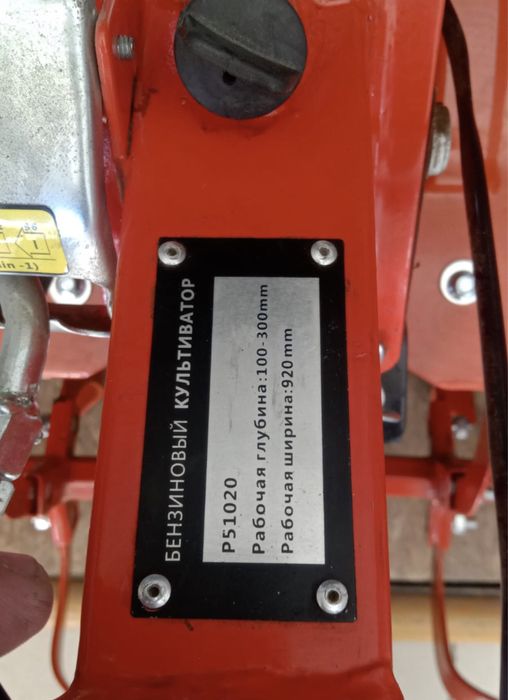 БЕНЗИНОВЫЙ КУЛЬТИВАТОР
P51020
Рабочая глубина:100-300mm
Рабочая ширина:920mm